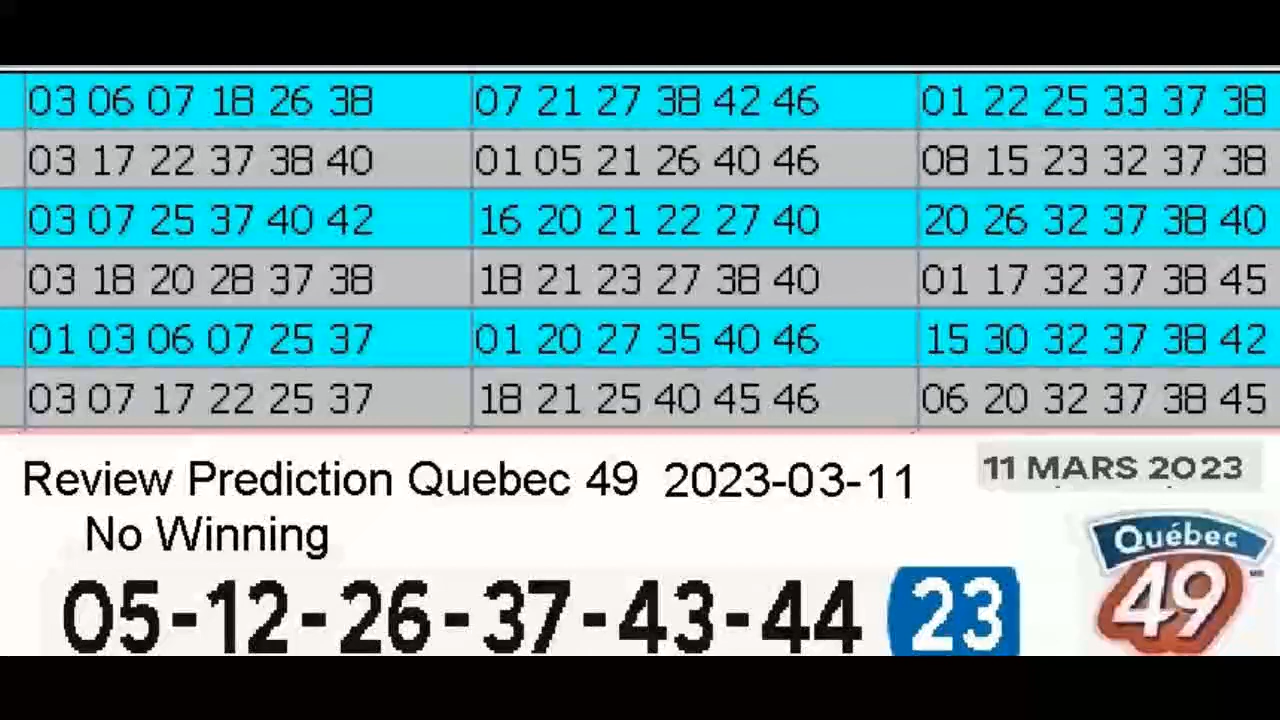 03 06 07 18 26 38 07 21 27 38 42 46 01 22 25 33 37 38
03 17 22 37 38 40 01 05 21 26 40 46 08 15 23 32 37 38
03 07 25 37 40 42 16 20 21 22 27 40 20 26 32 37 38 40
03 18 20 28 37 38 18 21 23 27 38 40 01 17 32 37 38 45
01 03 06 07 25 37 01 20 27 35 40 46 15 30 32 37 38 42
03 07 17 22 25 37 18 21 25 40 45 46 06 20 32 37 38 45
Review Prediction Quebec 49 2023-03-11
11 MARS 2023
No Winning
Québec
49
05-12-26-37-43-44 23